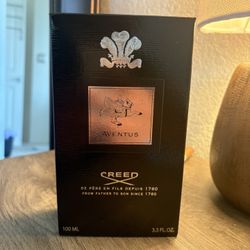 AVENTUS
CREED
DE PÈRE EN FILS DEPUIS 1760
FROM FATHER TO SON SINCE 1760
100 ML
3.3 FL.OZ.